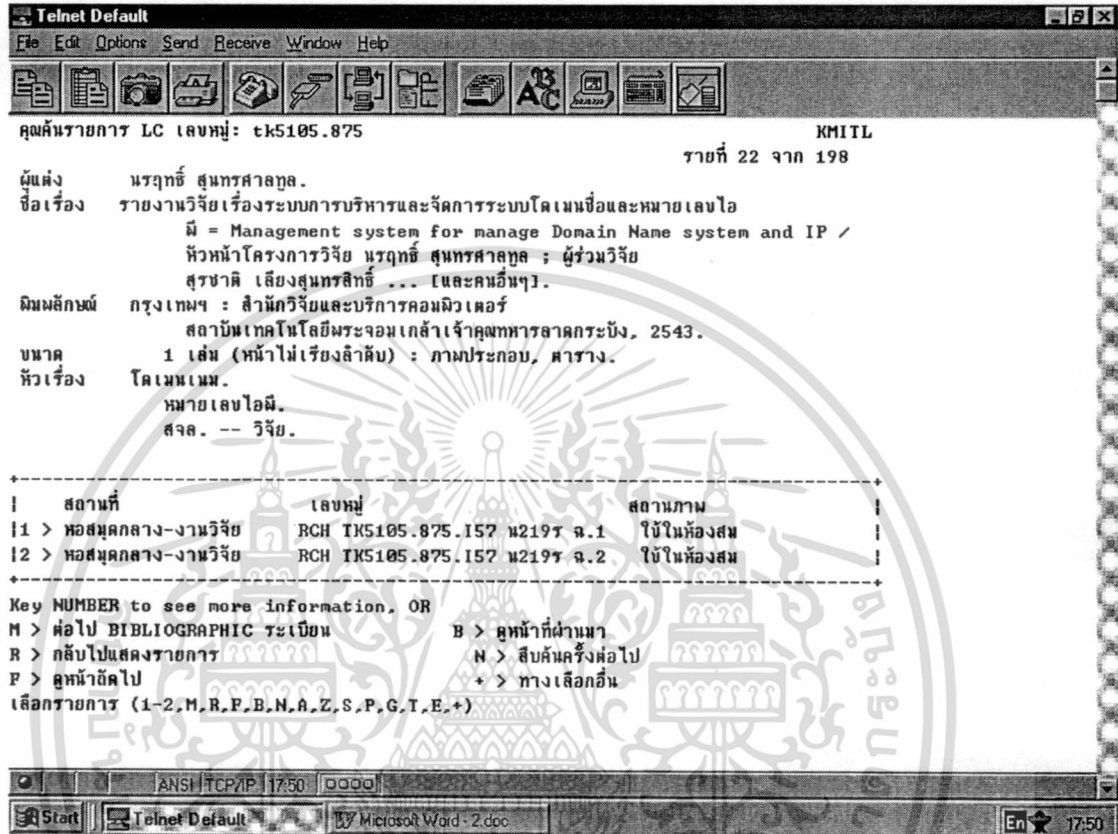 Telnet Default
File Edit Options Send Receive Window Help
คุณค้นรายการ LC เลขหมู่: tk5105.875 KMITL
รายที่ 22 จาก 198
ผู้แต่ง นรฤทธิ์ สุนทรศาลทูล.
ชื่อเรื่อง รายงานวิจัยเรื่องระบบการบริหารและจัดการระบบโดเมนชื่อและหมายเลขไอ
พี = Management system for manage Domain Name system and IP /
หัวหน้าโครงการวิจัย นรฤทธิ์ สุนทรศาลทูล ; ผู้ร่วมวิจัย
สุรชาติ เลียงสุนทรสิทธิ์ ... [และคนอื่นๆ].
พิมพลักษณ์ กรุงเทพฯ : สำนักวิจัยและบริการคอมพิวเตอร์
สถาบันเทคโนโลยีพระจอมเกล้าเจ้าคุณทหารลาดกระบัง, 2543.
ขนาด 1 เล่ม (หน้าไม่เรียงลำดับ) : ภาพประกอบ, ตาราง.
หัวเรื่อง โดเมนเนม.
หมายเลขไอพี.
สจล. -- วิจัย.
สถานที่ เลขหมู่ สถานภาพ
1 > หอสมุดกลาง-งานวิจัย RCH TK5105.875.I57 น219ร ฉ.1 ใช้ในห้องสม
2 > หอสมุดกลาง-งานวิจัย RCH TK5105.875.I57 น219ร ฉ.2 ใช้ในห้องสม
Key NUMBER to see more information, OR
M > ต่อไป BIBLIOGRAPHIC ระเบียน B > ดูหน้าที่ผ่านมา
R > กลับไปแสดงรายการ N > สืบค้นครั้งต่อไป
F > ดูหน้าถัดไป + > ทางเลือกอื่น
เลือกรายการ (1-2,M,R,F,B,N,A,Z,S,P,G,T,E,+)
ANSI TCP/IP 17:50
Start Telnet Default Microsoft Word - 2.doc En 17:50